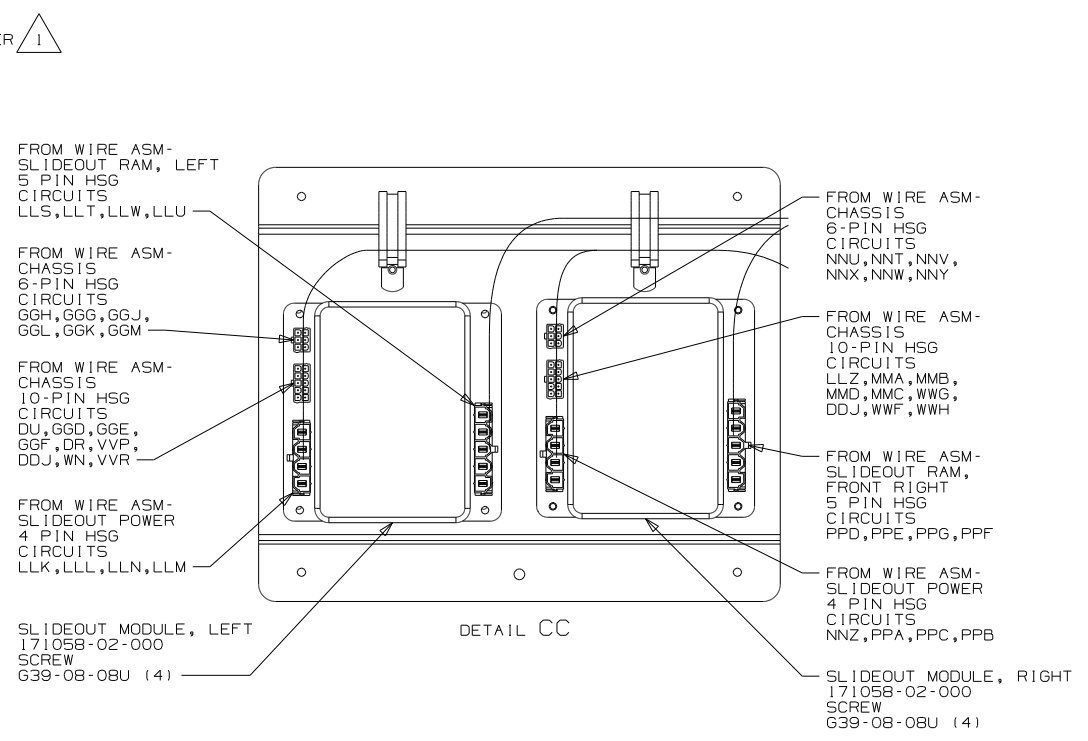 ER 1
FROM WIRE ASM-
SLIDEOUT RAM, LEFT
5 PIN HSG
CIRCUITS
LLS,LLT,LLW,LLU
FROM WIRE ASM-
CHASSIS
6-PIN HSG
CIRCUITS
GGH,GGG,GGJ,
GGL,GGK,GGM
FROM WIRE ASM-
CHASSIS
10-PIN HSG
CIRCUITS
DU,GGD,GGE,
GGF,DR,VVP,
DDJ,WN,VVR
FROM WIRE ASM-
SLIDEOUT POWER
4 PIN HSG
CIRCUITS
LLK,LLL,LLN,LLM
SLIDEOUT MODULE, LEFT
171058-02-000
SCREW
G39-08-08U (4)
DETAIL CC
FROM WIRE ASM-
CHASSIS
6-PIN HSG
CIRCUITS
NNU,NNT,NNV,
NNX,NNW,NNY
FROM WIRE ASM-
CHASSIS
10-PIN HSG
CIRCUITS
LLZ,MMA,MMB,
MMD,MMC,WWG,
DDJ,WWF,WWH
FROM WIRE ASM-
SLIDEOUT RAM,
FRONT RIGHT
5 PIN HSG
CIRCUITS
PPD,PPE,PPG,PPF
FROM WIRE ASM-
SLIDEOUT POWER
4 PIN HSG
CIRCUITS
NNZ,PPA,PPC,PPB
SLIDEOUT MODULE, RIGHT
171058-02-000
SCREW
G39-08-08U (4)